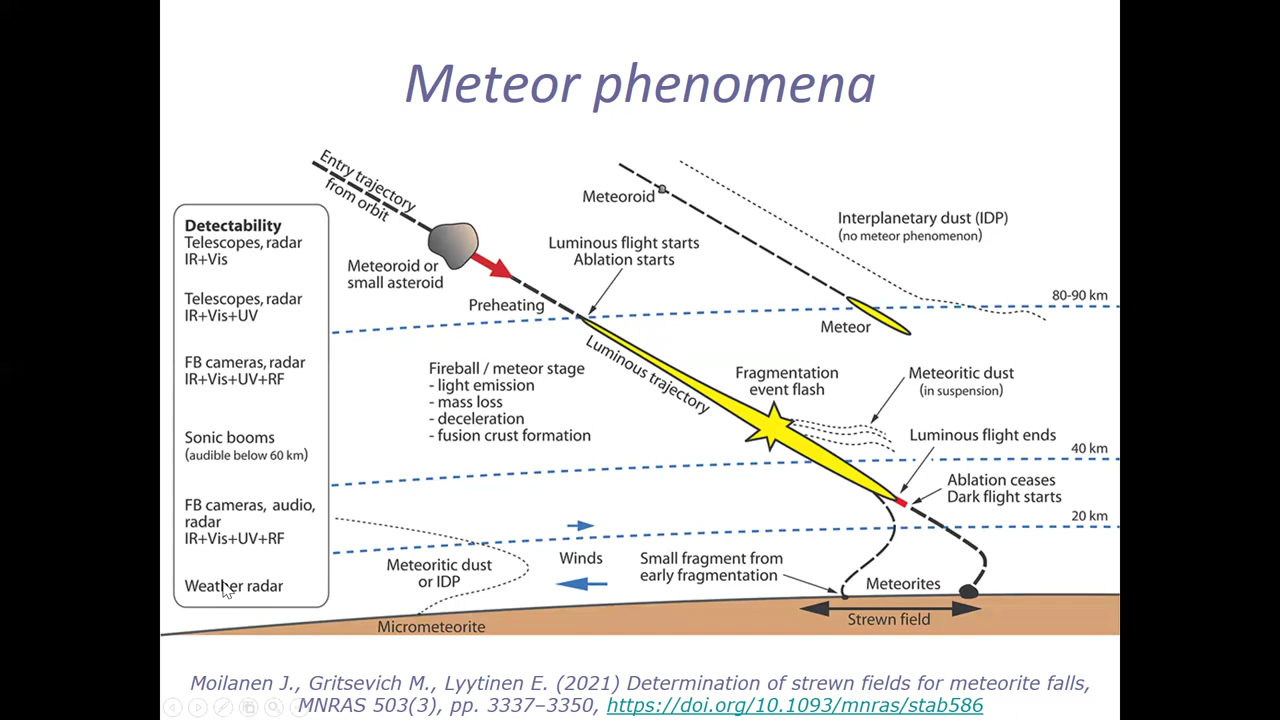 Meteor phenomena
Entry trajectory
from orbit
Detectability
Telescopes, radar
IR+Vis
Telescopes, radar
IR+Vis+UV
FB cameras, radar
IR+Vis+UV+RF
Sonic booms
(audible below 60 km)
FB cameras, audio,
radar
IR+Vis+UV+RF
Weather radar
Meteoroid or
small asteroid
Preheating
Luminous flight starts
Ablation starts
Meteoroid
Interplanetary dust (IDP)
(no meteor phenomenon)
80-90 km
Meteor
Luminous trajectory
Fireball / meteor stage
- light emission
- mass loss
- deceleration
- fusion crust formation
Fragmentation
event flash
Meteoritic dust
(in suspension)
Luminous flight ends
40 km
Ablation ceases
Dark flight starts
20 km
Winds
Meteoritic dust
or IDP
Micrometeorite
Small fragment from
early fragmentation
Meteorites
Strewn field
Moilanen J., Gritsevich M., Lyytinen E. (2021) Determination of strewn fields for meteorite falls,
MNRAS 503(3), pp. 3337–3350, https://doi.org/10.1093/mnras/stab586